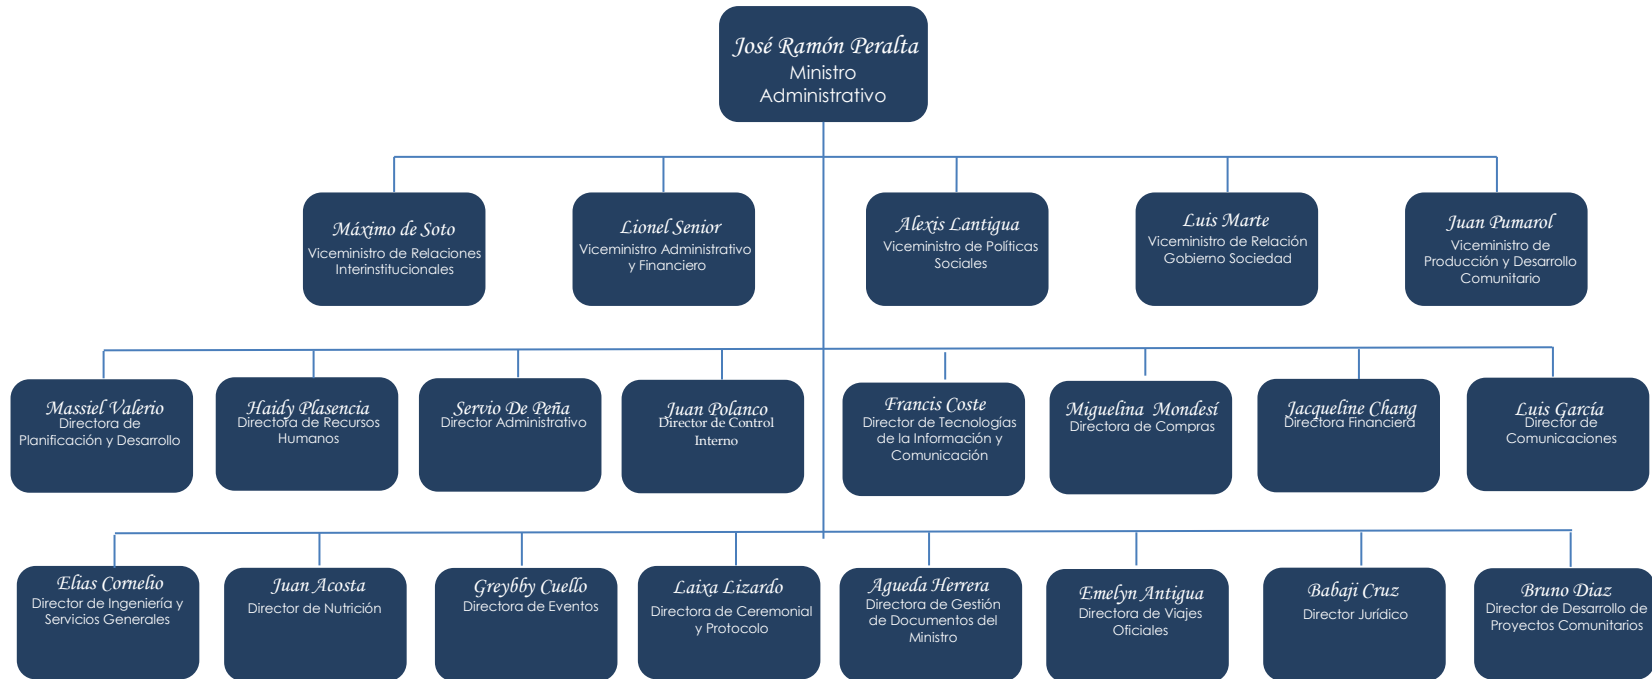 José Ramón Peralta
Ministro
Administrativo
Máximo de Soto
Viceministro de Relaciones
Interinstitucionales
Lionel Senior
Viceministro Administrativo
y Financiero
Alexis Lantigua
Viceministro de Políticas
Sociales
Luis Marte
Viceministro de Relación
Gobierno Sociedad
Juan Pumarol
Viceministro de
Producción y Desarrollo
Comunitario
Massiel Valerio
Directora de
Planificación y Desarrollo
Haidy Plasencia
Directora de Recursos
Humanos
Servio De Peña
Director Administrativo
Juan Polanco
Director de Control
Interno
Francis Coste
Director de Tecnologías
de la Información y
Comunicación
Miguelina Mondesí
Directora de Compras
Jacqueline Chang
Directora Financiera
Luis García
Director de
Comunicaciones
Elias Cornelio
Director de Ingeniería y
Servicios Generales
Juan Acosta
Director de Nutrición
Greybby Cuello
Directora de Eventos
Laixa Lizardo
Directora de Ceremonial
y Protocolo
Agueda Herrera
Directora de Gestión
de Documentos del
Ministro
Emelyn Antigua
Directora de Viajes
Oficiales
Babaji Cruz
Director Jurídico
Bruno Diaz
Director de Desarrollo de
Proyectos Comunitarios